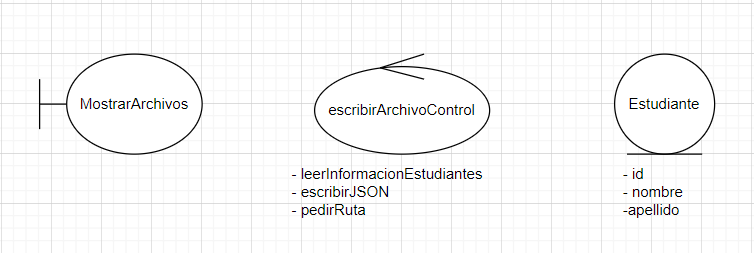 MostrarArchivos
escribirArchivoControl
- leerInformacionEstudiantes
- escribirJSON
- pedirRuta
Estudiante
- id
- nombre
-apellido